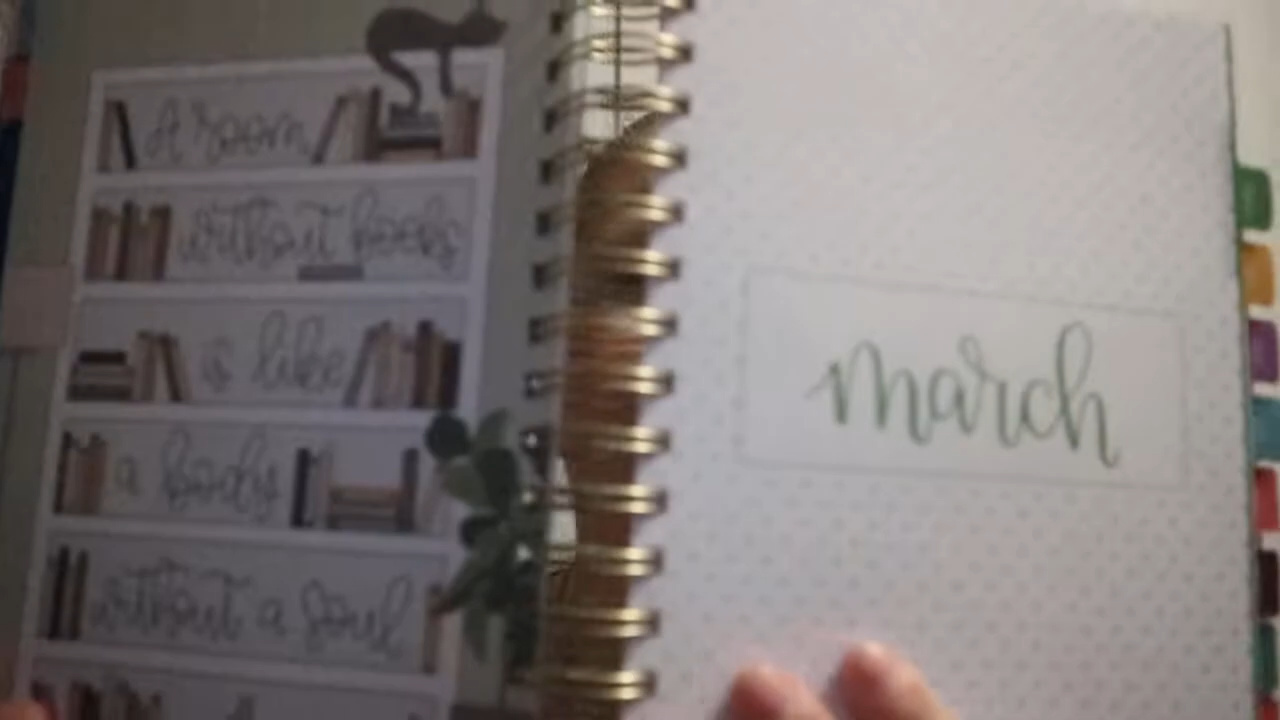 A room
without books
is like
a body
without a soul
march